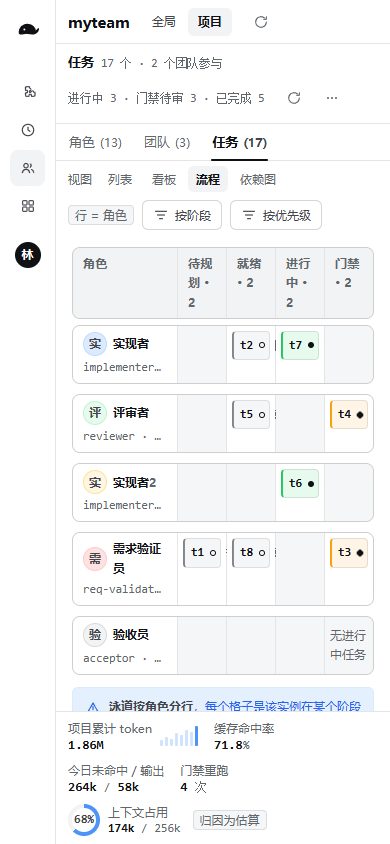 myteam 全局 项目
任务 17 个 · 2 个团队参与
进行中 3 · 门禁待审 3 · 已完成 5
角色 (13) 团队 (3) 任务 (17)
视图 列表 看板 流程 依赖图
行 = 角色 按阶段 按优先级
角色 待规划 · 2 就绪 · 2 进行中 · 2 门禁 · 2
实 实现者
implementer…
t2 t7
评 评审者
reviewer · …
t5 t4
实 实现者2
implementer…
t6
需 需求验证员
req-validat…
t1 t8 t3
林
验 验收员
acceptor · …
无进行中任务
泳道按角色分行，每个格子是该实例在某个阶段
项目累计 token
1.86M
缓存命中率
71.8%
今日未命中 / 输出
264k / 58k
门禁重跑
4 次
68%
上下文占用
174k / 256k
归因为估算